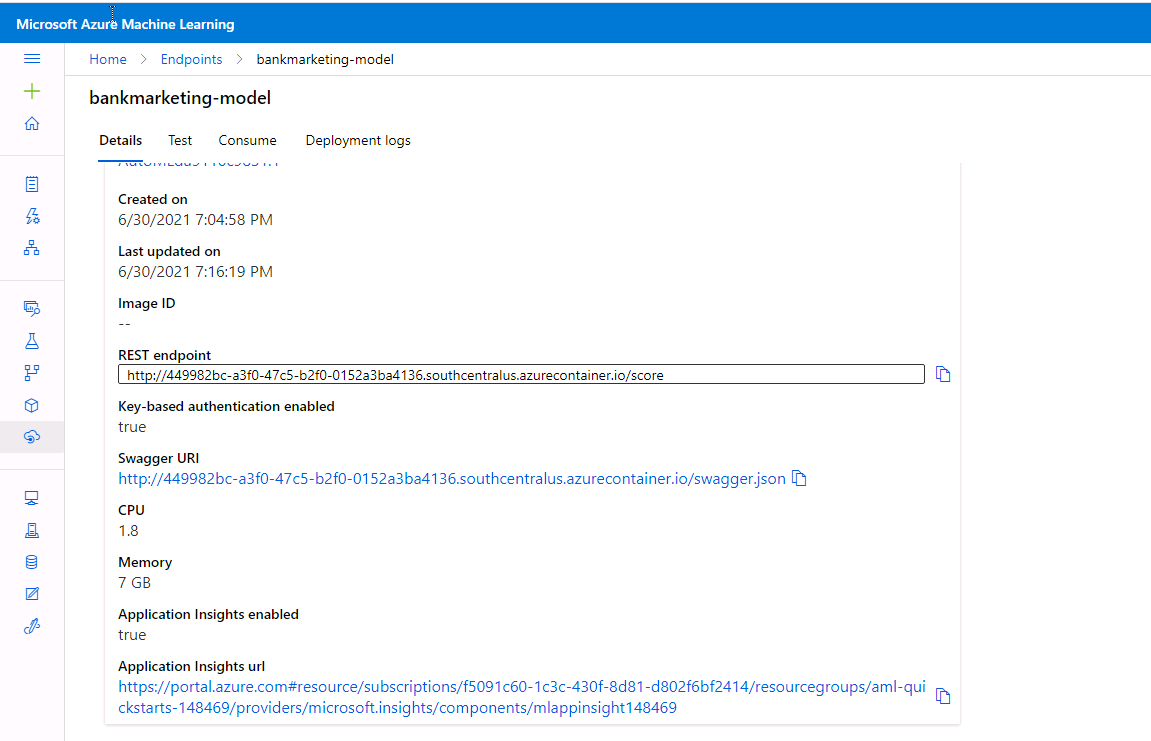 Microsoft Azure Machine Learning
Home > Endpoints > bankmarketing-model
bankmarketing-model
Details Test Consume Deployment logs
Created on
6/30/2021 7:04:58 PM
Last updated on
6/30/2021 7:16:19 PM
Image ID
--
REST endpoint
http://449982bc-a3f0-47c5-b2f0-0152a3ba4136.southcentralus.azurecontainer.io/score
Key-based authentication enabled
true
Swagger URI
http://449982bc-a3f0-47c5-b2f0-0152a3ba4136.southcentralus.azurecontainer.io/swagger.json
CPU
1.8
Memory
7 GB
Application Insights enabled
true
Application Insights url
https://portal.azure.com#resource/subscriptions/f5091c60-1c3c-430f-8d81-d802f6bf2414/resourcegroups/aml-qui
ckstarts-148469/providers/microsoft.insights/components/mlappinsight148469